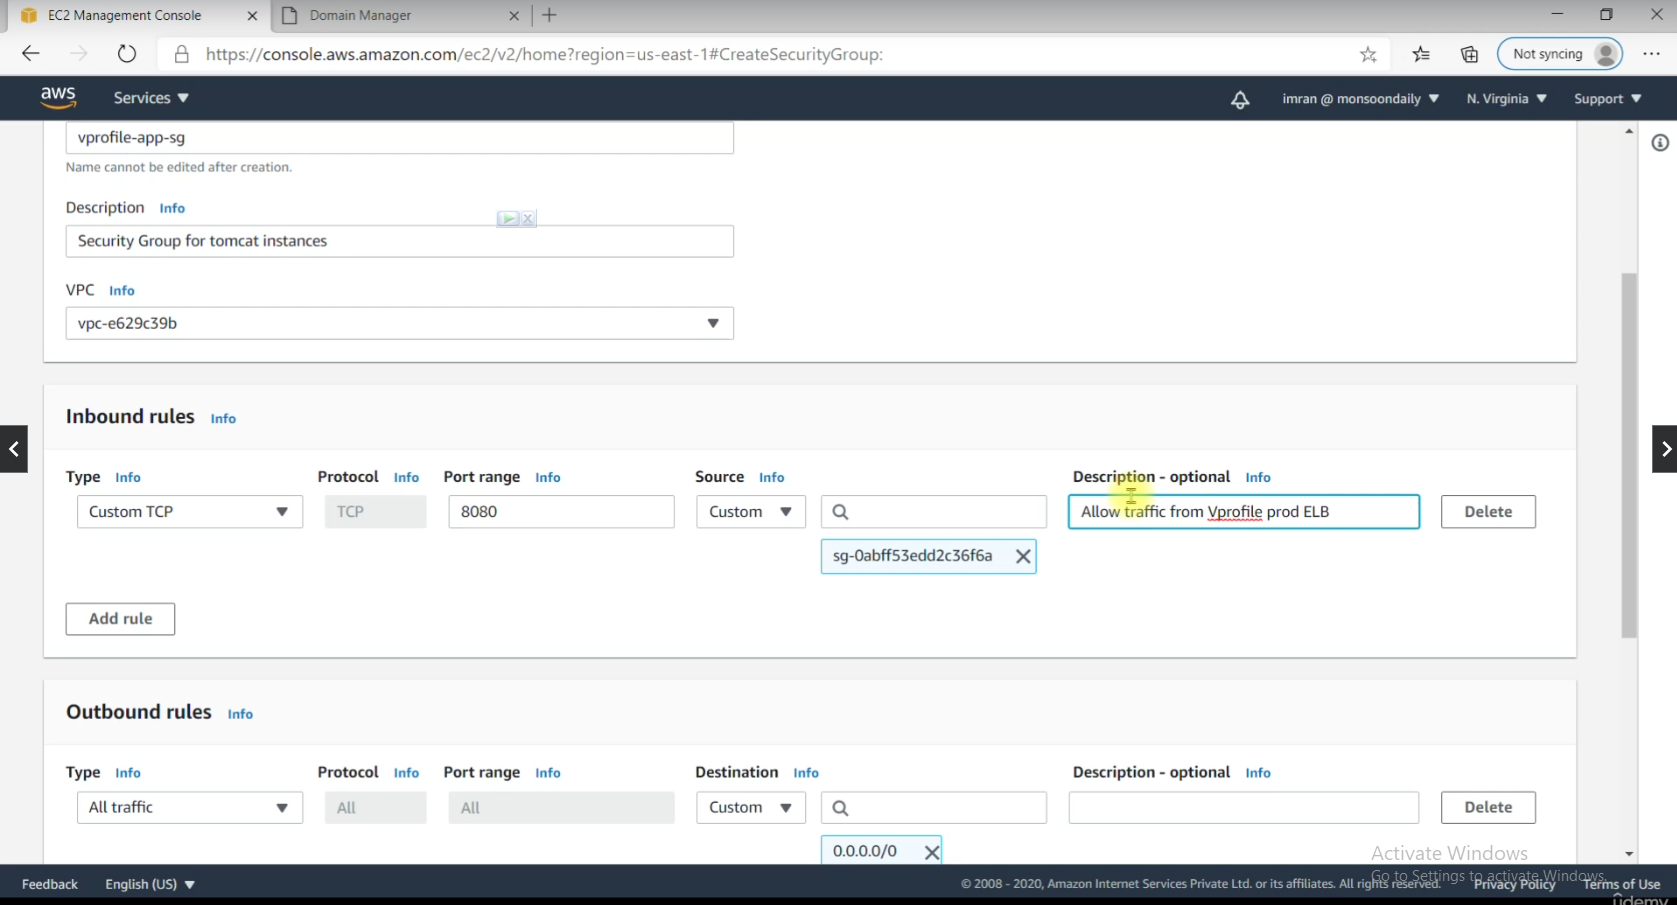 EC2 Management Console
Domain Manager
https://console.aws.amazon.com/ec2/v2/home?region=us-east-1#CreateSecurityGroup:
Not syncing
aws
Services
imran @ monsoondaily
N. Virginia
Support
vprofile-app-sg
Name cannot be edited after creation.
Description Info
Security Group for tomcat instances
VPC Info
vpc-e629c39b
Inbound rules Info
Type Info Protocol Info Port range Info Source Info Description - optional Info
Custom TCP TCP 8080 Custom Allow traffic from Vprofile prod ELB Delete
sg-0abff53edd2c36f6a
Add rule
Outbound rules Info
Type Info Protocol Info Port range Info Destination Info Description - optional Info
All traffic All All Custom Delete
0.0.0.0/0
Activate Windows
Go to Settings to activate Windows.
Feedback English (US) © 2008 - 2020, Amazon Internet Services Private Ltd. or its affiliates. All rights reserved. Privacy Policy Terms of Use
udemy